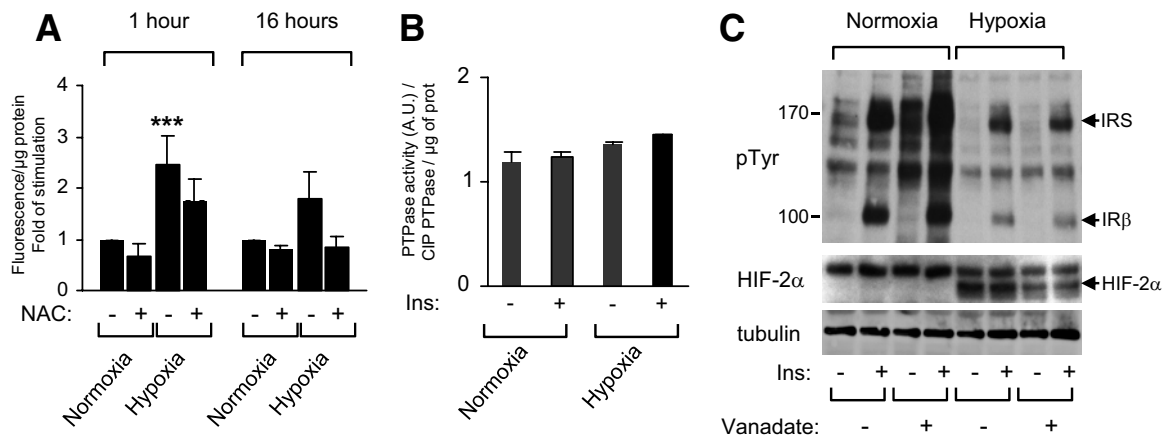 A
1 hour
16 hours
Fluorescence/µg protein
Fold of stimulation
4
3
2
1
0
***
NAC: - + - + - + - +
Normoxia
Hypoxia
Normoxia
Hypoxia
B
PTPase activity (A.U.) /
CIP PTPase / µg of prot
2
1
0
Ins: - + - +
Normoxia
Hypoxia
C
Normoxia
Hypoxia
170
100
pTyr
IRS
IRβ
HIF-2α
HIF-2α
tubulin
Ins: - + - + - + - +
Vanadate: - + - +